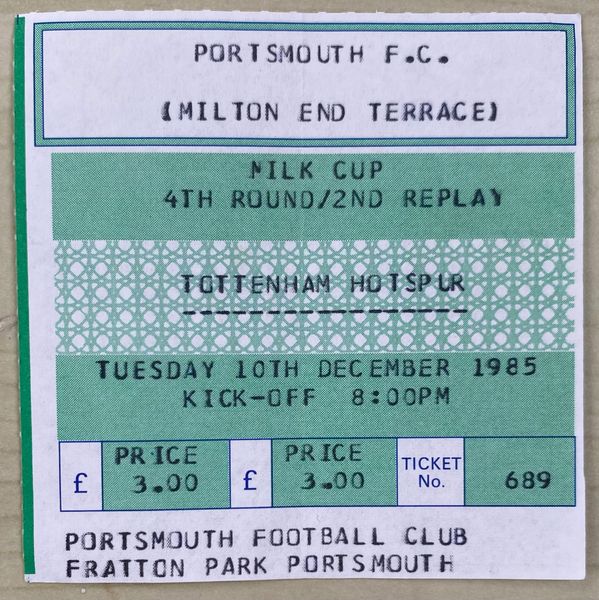 PORTSMOUTH F.C.
(MILTON END TERRACE)
MILK CUP
4TH ROUND/2ND REPLAY
TOTTENHAM HOTSPUR
-----------------
TUESDAY 10TH DECEMBER 1985
KICK-OFF 8:00PM
£ PRICE 3.00 £ PRICE 3.00 TICKET No. 689
PORTSMOUTH FOOTBALL CLUB
FRATTON PARK PORTSMOUTH